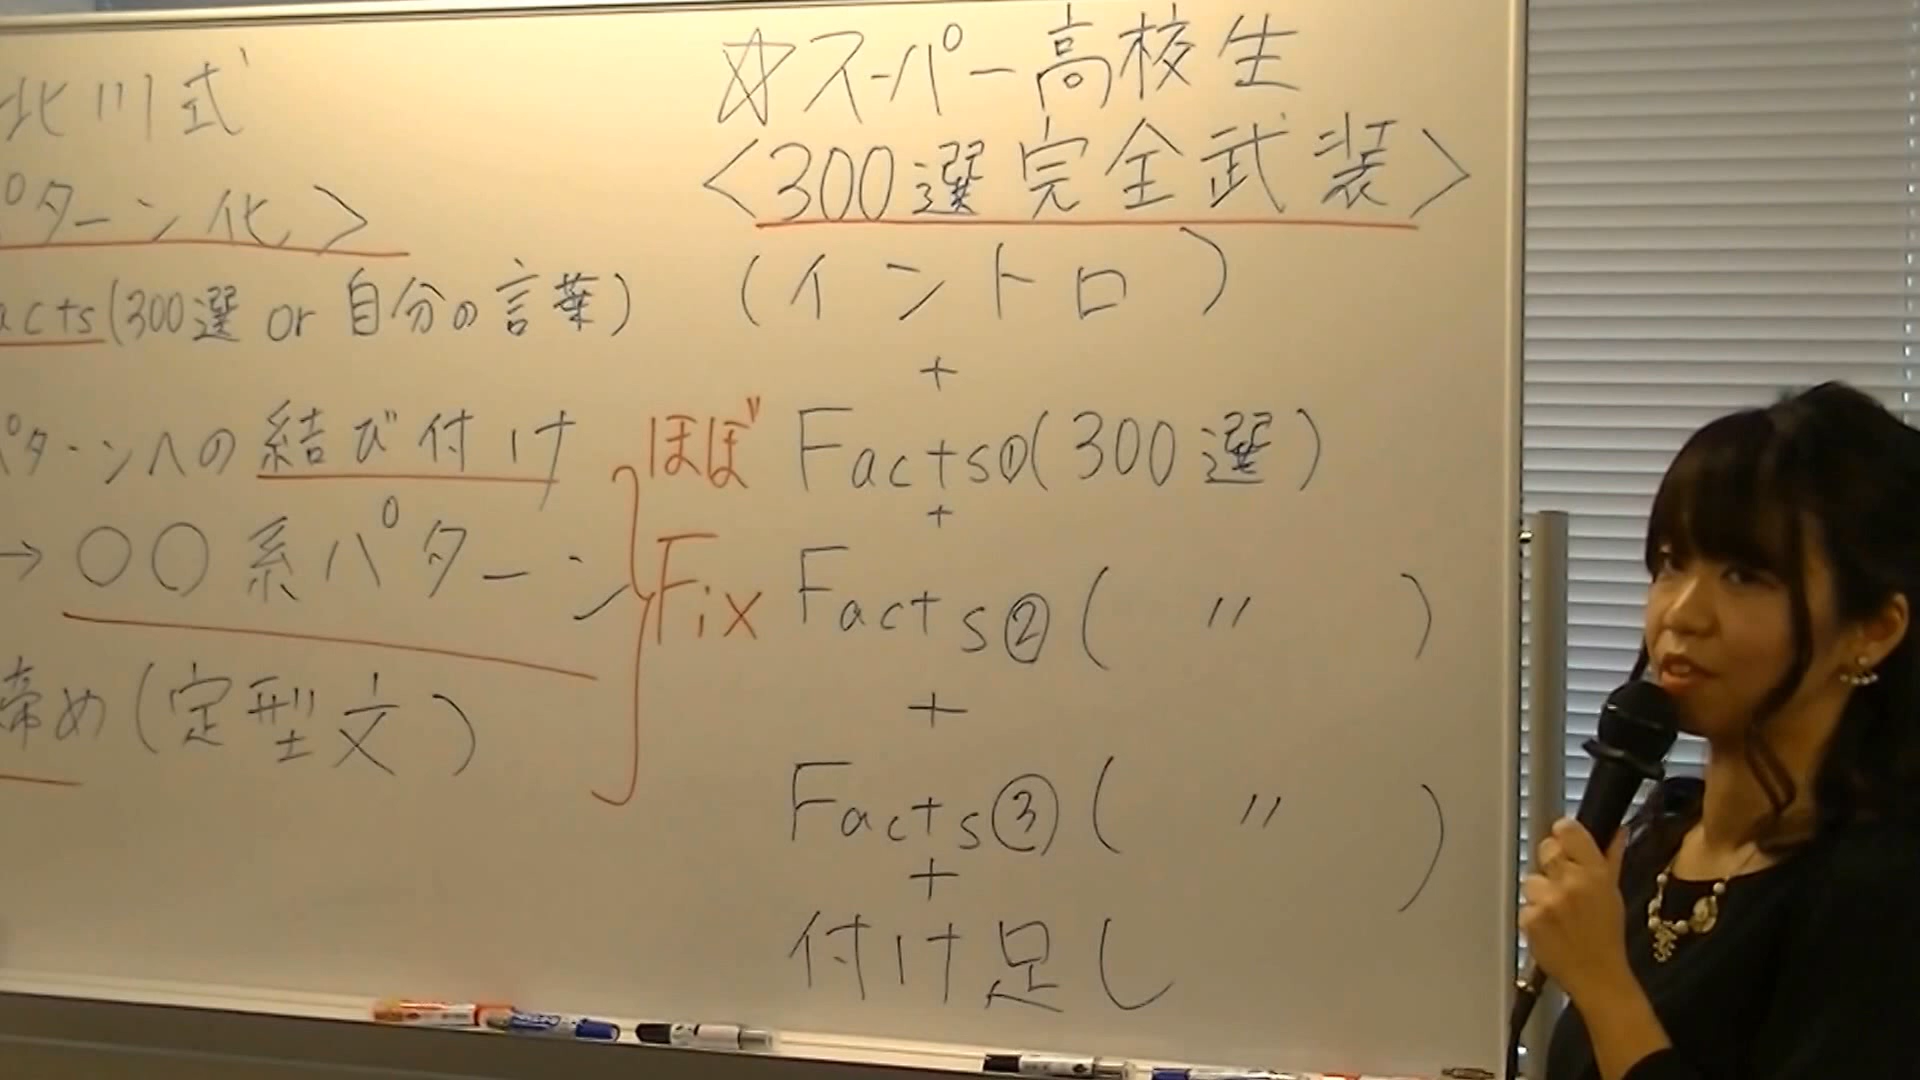 北川式
パターン化>
acts(300選 or 自分の言葉)
パターンへの結び付け
→ ○○系パターン
締め(定型文)
ほぼ
Fix
☆スーパー高校生
<300選完全武装>
(イントロ)
+
Facts①(300選)
+
Facts②( 〃 )
+
Facts③( 〃 )
+
付け足し